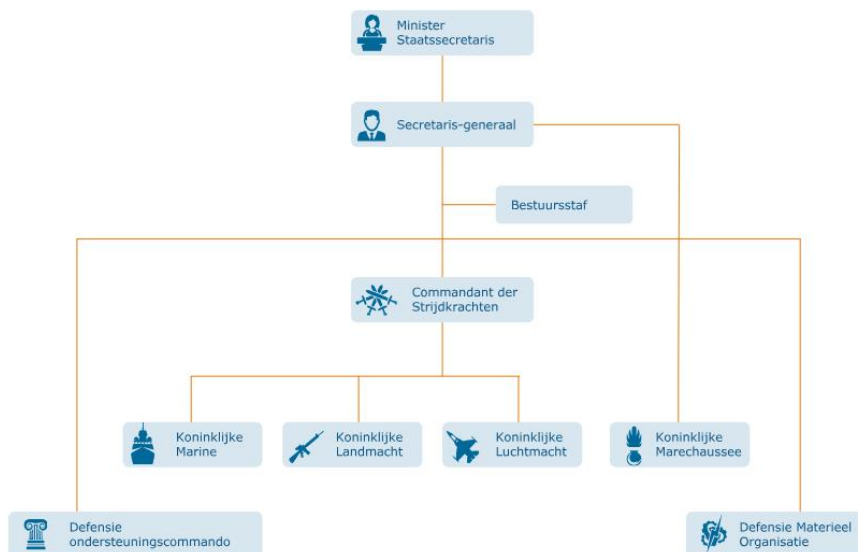 Minister
Staatssecretaris
Secretaris-generaal
Bestuursstaf
Commandant der
Strijdkrachten
Koninklijke
Marine
Koninklijke
Landmacht
Koninklijke
Luchtmacht
Koninklijke
Marechaussee
Defensie
ondersteuningscommando
Defensie Materieel
Organisatie